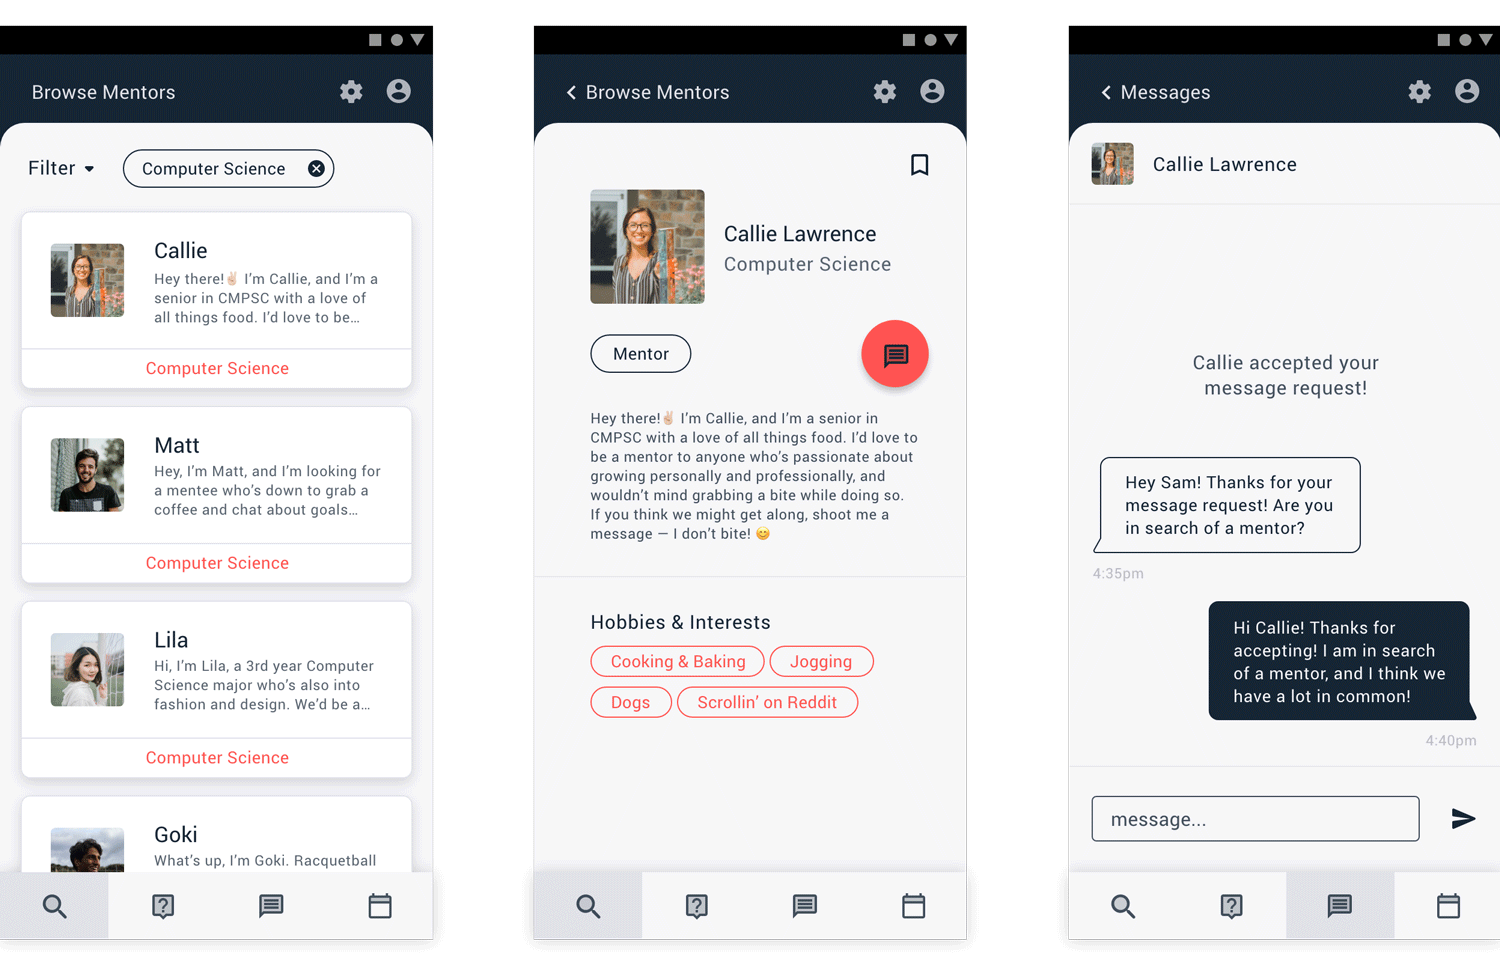 Browse Mentors
Filter
Computer Science
Callie
Hey there!✌🏻 I’m Callie, and I’m a
senior in CMPSC with a love of
all things food. I’d love to be…
Computer Science
Matt
Hey, I’m Matt, and I’m looking for
a mentee who’s down to grab a
coffee and chat about goals…
Computer Science
Lila
Hi, I’m Lila, a 3rd year Computer
Science major who’s also into
fashion and design. We’d be a…
Computer Science
Goki
What’s up, I’m Goki. Racquetball
Browse Mentors
Callie Lawrence
Computer Science
Mentor
Hey there!✌🏻 I’m Callie, and I’m a senior in
CMPSC with a love of all things food. I’d love to
be a mentor to anyone who’s passionate about
growing personally and professionally, and
wouldn’t mind grabbing a bite while doing so.
If you think we might get along, shoot me a
message — I don’t bite! 😊
Hobbies & Interests
Cooking & Baking
Jogging
Dogs
Scrollin’ on Reddit
Messages
Callie Lawrence
Callie accepted your
message request!
Hey Sam! Thanks for your
message request! Are you
in search of a mentor?
4:35pm
Hi Callie! Thanks for
accepting! I am in search
of a mentor, and I think we
have a lot in common!
4:40pm
message...